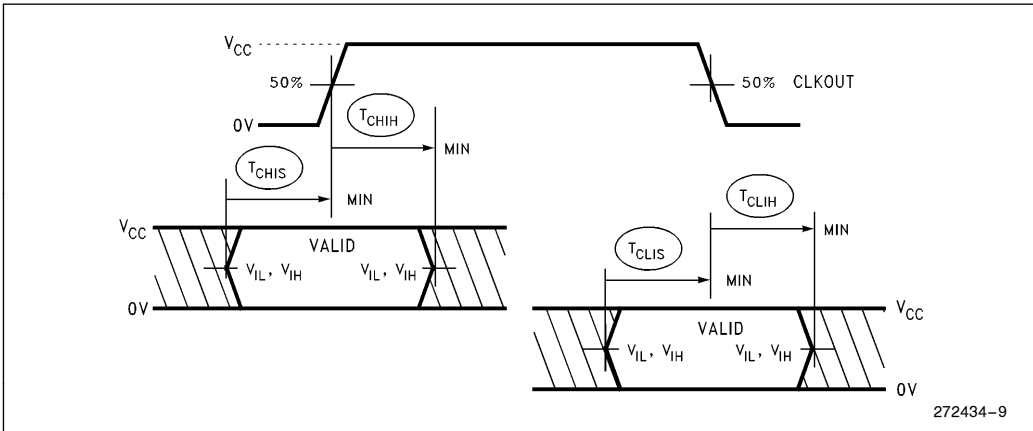 VCC
50%
50% CLKOUT
0V
TCHIH
MIN
TCHIS
MIN
VCC
VALID
VIL, VIH VIL, VIH
0V
TCLIH
MIN
TCLIS
MIN
VCC
VALID
VIL, VIH VIL, VIH
0V
272434–9